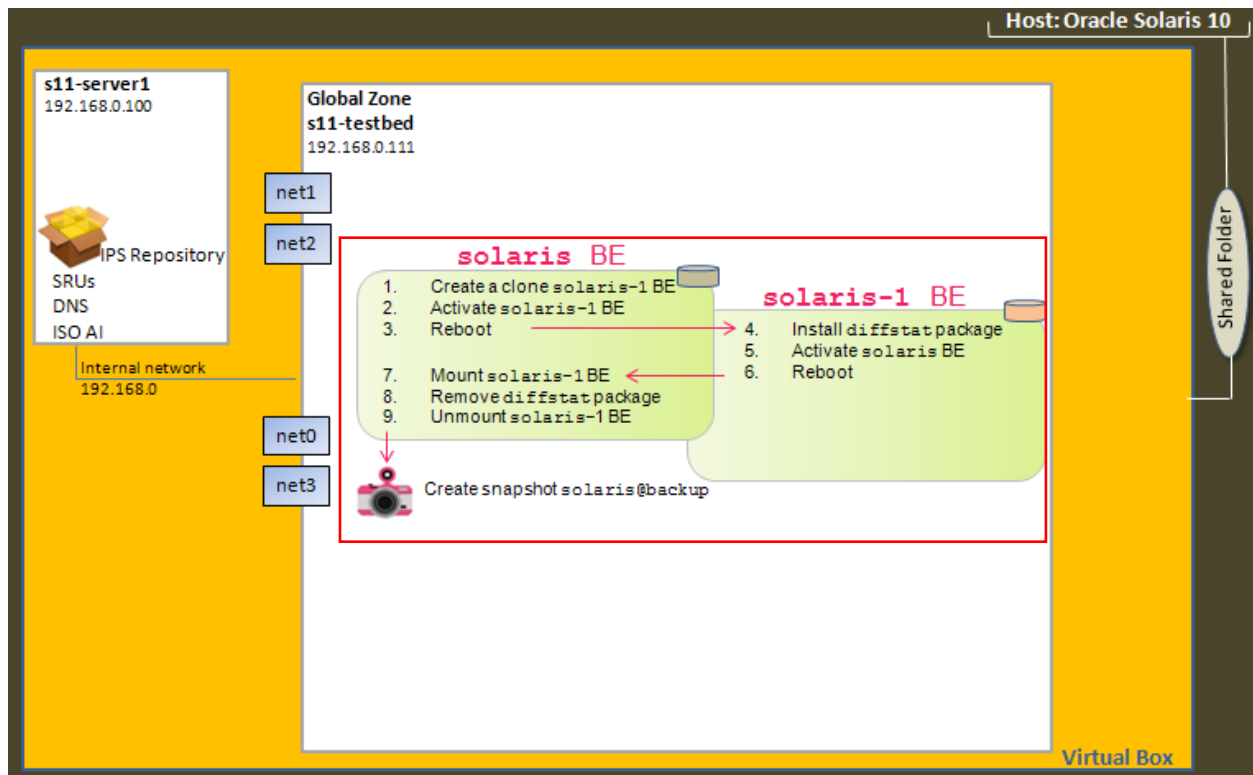 Host: Oracle Solaris 10
s11-server1
192.168.0.100
IPS Repository
SRUs
DNS
ISO AI
Internal network
192.168.0
Global Zone
s11-testbed
192.168.0.111
net1
net2
net0
net3
solaris BE
1. Create a clone solaris-1 BE
2. Activate solaris-1 BE
3. Reboot
7. Mount solaris-1 BE
8. Remove diffstat package
9. Unmount solaris-1 BE
solaris-1 BE
4. Install diffstat package
5. Activate solaris BE
6. Reboot
Create snapshot solaris@backup
Shared Folder
Virtual Box